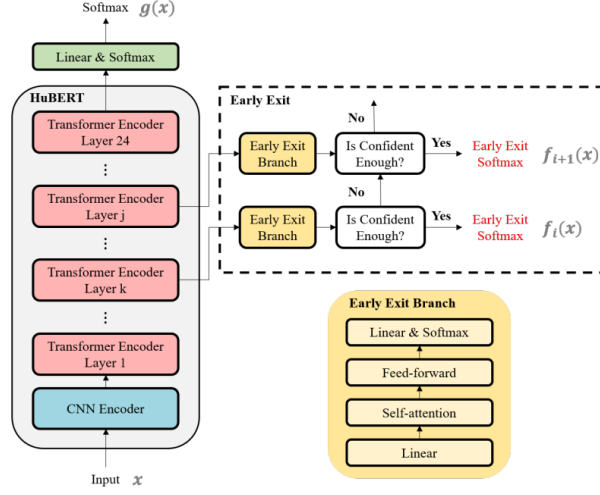 Softmax g(x)
Linear & Softmax
HuBERT
Transformer Encoder
Layer 24
Transformer Encoder
Layer j
Transformer Encoder
Layer k
Transformer Encoder
Layer 1
CNN Encoder
Input x
Early Exit
No
Early Exit
Branch
Is Confident
Enough?
Yes
Early Exit
Softmax
f_{i+1}(x)
No
Early Exit
Branch
Is Confident
Enough?
Yes
Early Exit
Softmax
f_i(x)
Early Exit Branch
Linear & Softmax
Feed-forward
Self-attention
Linear